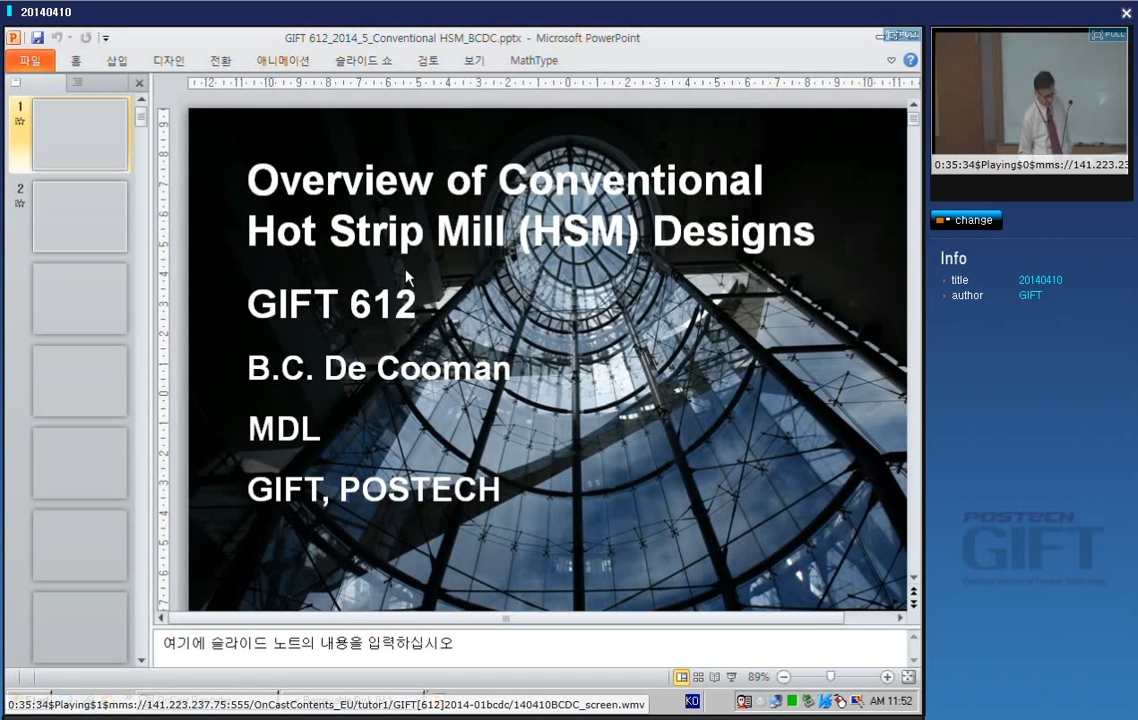 20140410
GIFT 612_2014_5_Conventional HSM_BCDC.pptx - Microsoft PowerPoint
파일 홈 삽입 디자인 전환 애니메이션 슬라이드 쇼 검토 보기 MathType
1
2
Overview of Conventional
Hot Strip Mill (HSM) Designs
GIFT 612
B.C. De Cooman
MDL
GIFT, POSTECH
여기에 슬라이드 노트의 내용을 입력하십시오
89%
0:35:34$Playing$1$mms://141.223.237.75:555/OnCastContents_EU/tutor1/GIFT[612]2014-01bcdc/140410BCDC_screen.wmv
KO
AM 11:52
FULL
0:35:34$Playing$0$mms://141.223.23
change
Info
title 20140410
author GIFT
POSTECH
GIFT